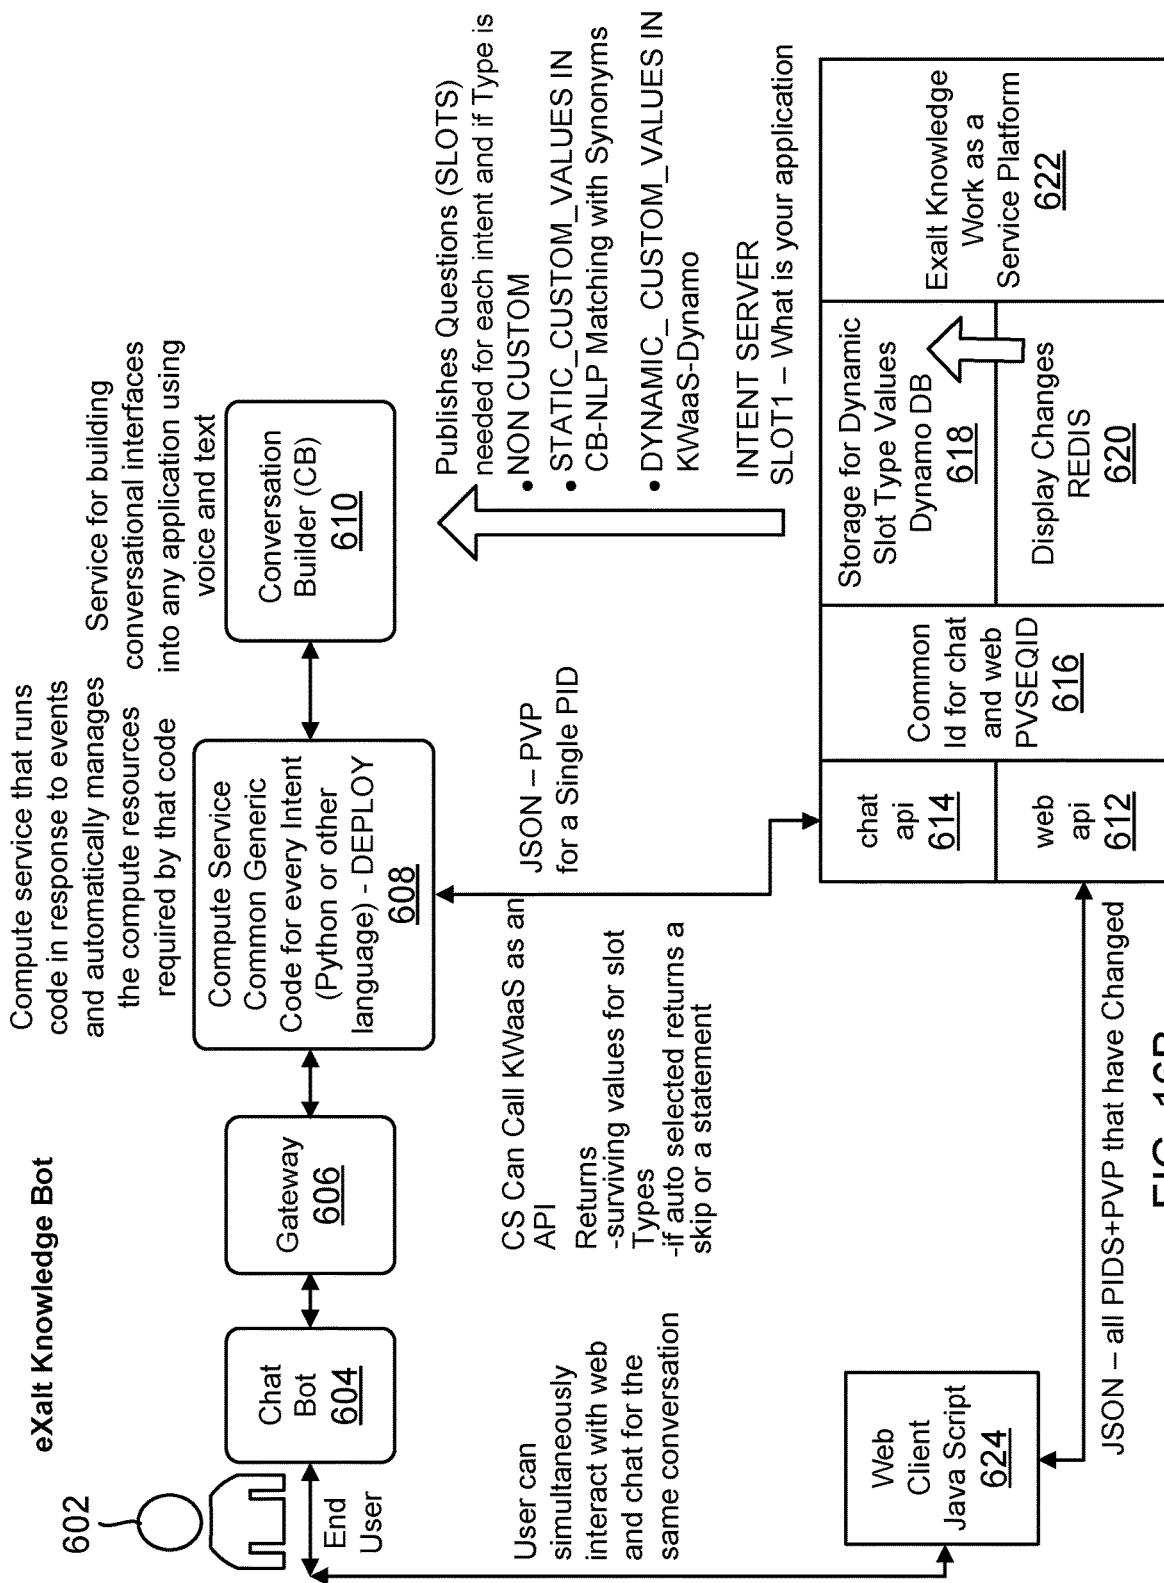 eXalt Knowledge Bot
602
End
User
Chat
Bot
604
Gateway
606
Compute service that runs
code in response to events
and automatically manages
the compute resources
required by that code
Compute Service
Common Generic
Code for every Intent
(Python or other
language) - DEPLOY
608
Service for building
conversational interfaces
into any application using
voice and text
Conversation
Builder (CB)
610
User can
simultaneously
interact with web
and chat for the
same conversation
CS Can Call KWaaS as an
API
Returns
-surviving values for slot
Types
-if auto selected returns a
skip or a statement
JSON – PVP
for a Single PID
Publishes Questions (SLOTS)
needed for each intent and if Type is
• NON CUSTOM
• STATIC_CUSTOM_VALUES IN
CB-NLP Matching with Synonyms
• DYNAMIC_CUSTOM_VALUES IN
KWaaS-Dynamo
INTENT SERVER
SLOT1 – What is your application
Web
Client
Java Script
624
JSON – all PIDS+PVP that have Changed
chat
api
614
web
api
612
Common
Id for chat
and web
PVSEQID
616
Storage for Dynamic
Slot Type Values
Dynamo DB
618
Display Changes
REDIS
620
Exalt Knowledge
Work as a
Service Platform
622
FIG. 16B